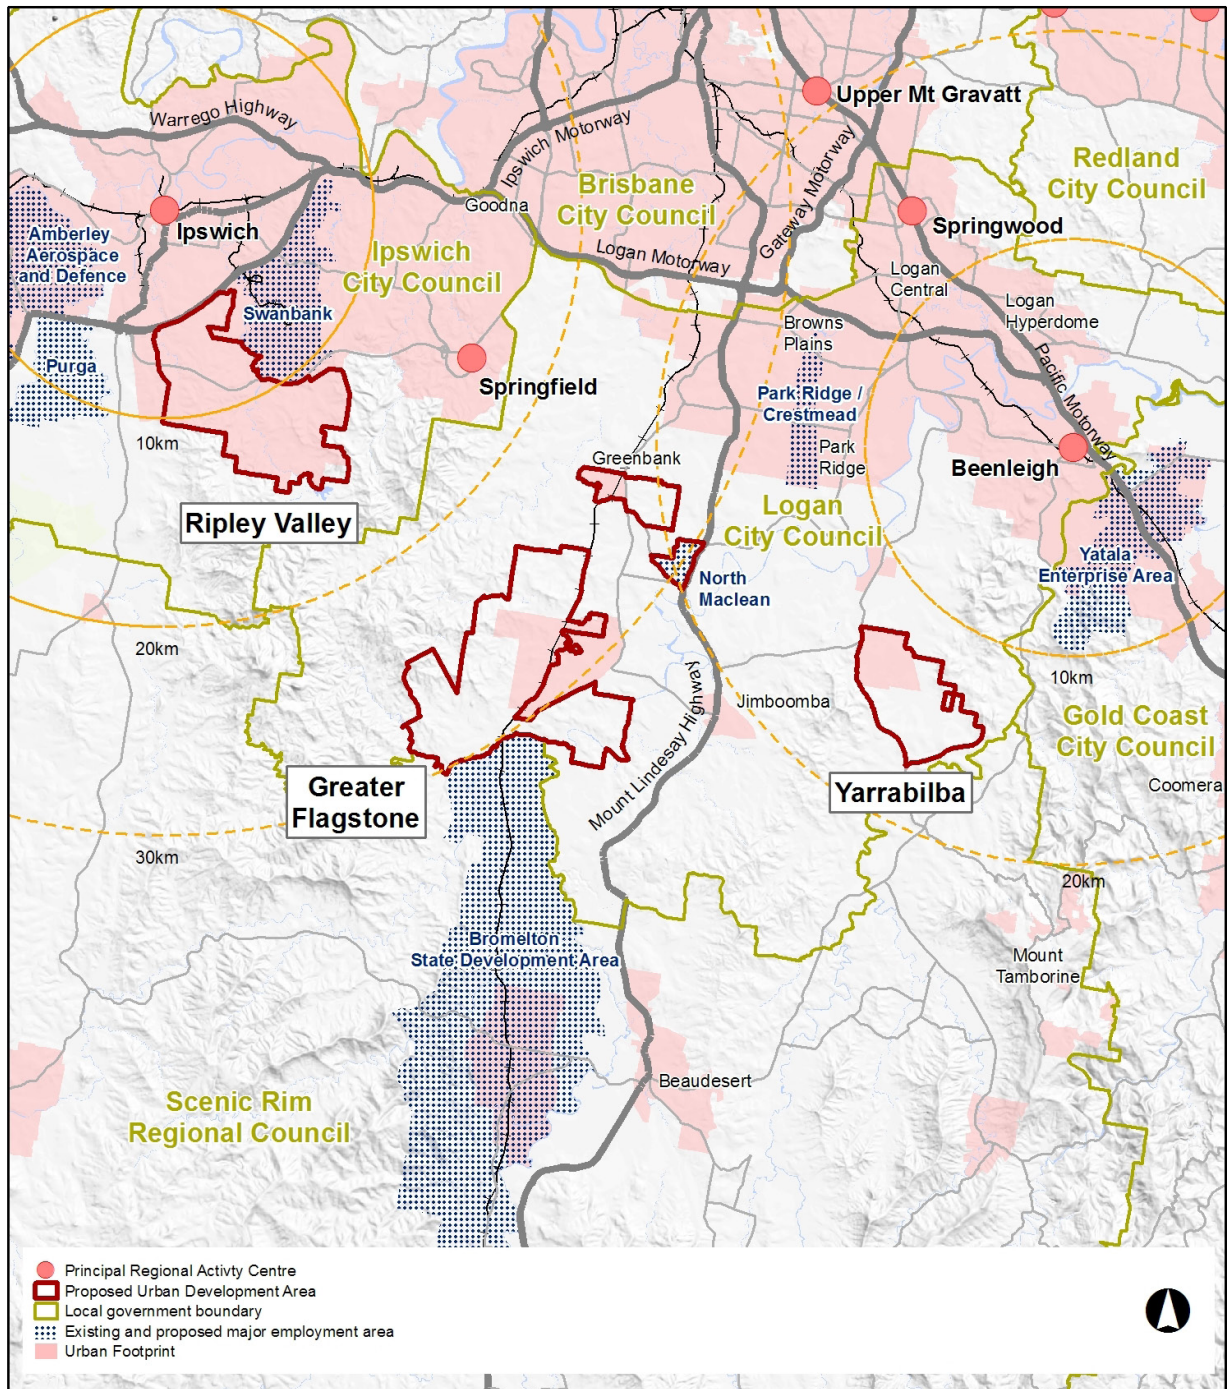 Upper Mt Gravatt
Warrego Highway
Ipswich Motorway
Gateway Motorway
Redland
City Council
Brisbane
City Council
Goodna
Ipswich
Springwood
Amberley
Aerospace
and Defence
Ipswich
City Council
Logan Motorway
Logan
Central
Logan
Hyperdome
Swanbank
Browns
Plains
Purga
Springfield
Pacific Motorway
Park Ridge /
Crestmead
10km
Greenbank
Park
Ridge
Beenleigh
Ripley Valley
Logan
City Council
Yatala
Enterprise Area
North
Maclean
20km
10km
Jimboomba
Mount Lindesay Highway
Gold Coast
City Council
Coomera
Greater
Flagstone
Yarrabilba
30km
20km
Bromelton
State Development Area
Mount
Tamborine
Beaudesert
Scenic Rim
Regional Council
Principal Regional Activty Centre
Proposed Urban Development Area
Local government boundary
Existing and proposed major employment area
Urban Footprint